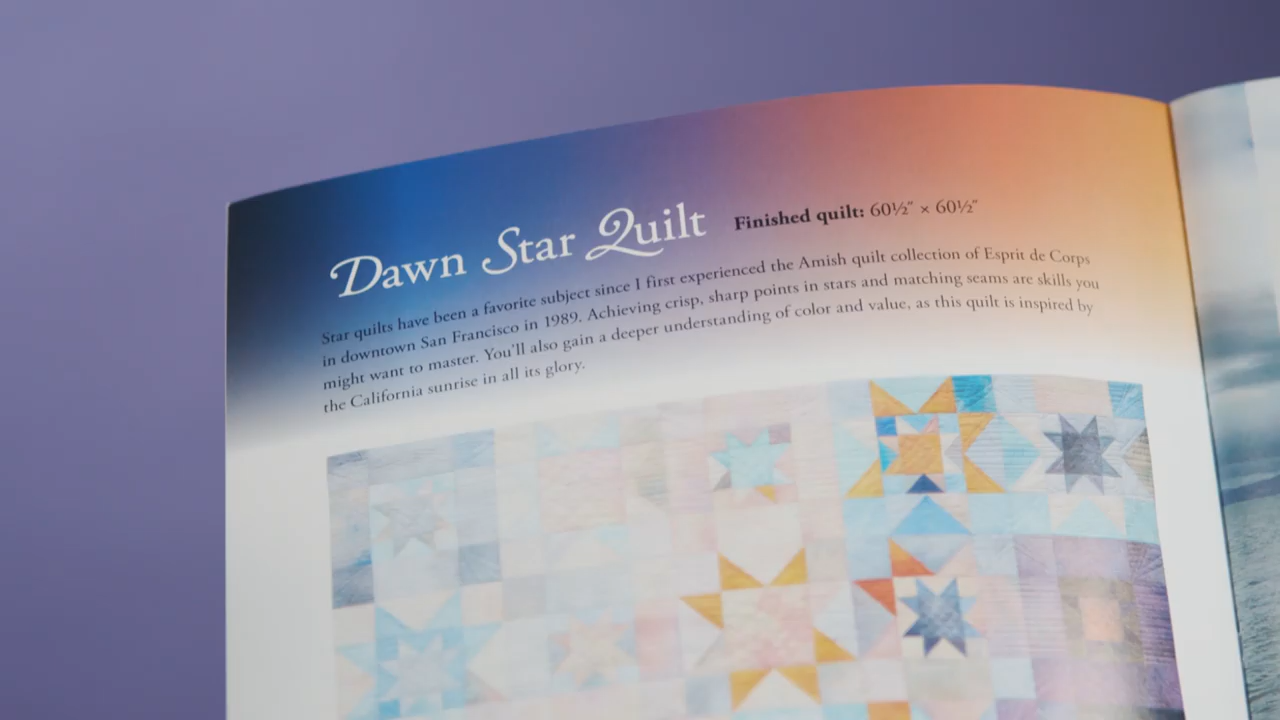 Dawn Star Quilt Finished quilt: 60½" × 60½"
Star quilts have been a favorite subject since I first experienced the Amish quilt collection of Esprit de Corps
in downtown San Francisco in 1989. Achieving crisp, sharp points in stars and matching seams are skills you
might want to master. You'll also gain a deeper understanding of color and value, as this quilt is inspired by
the California sunrise in all its glory.